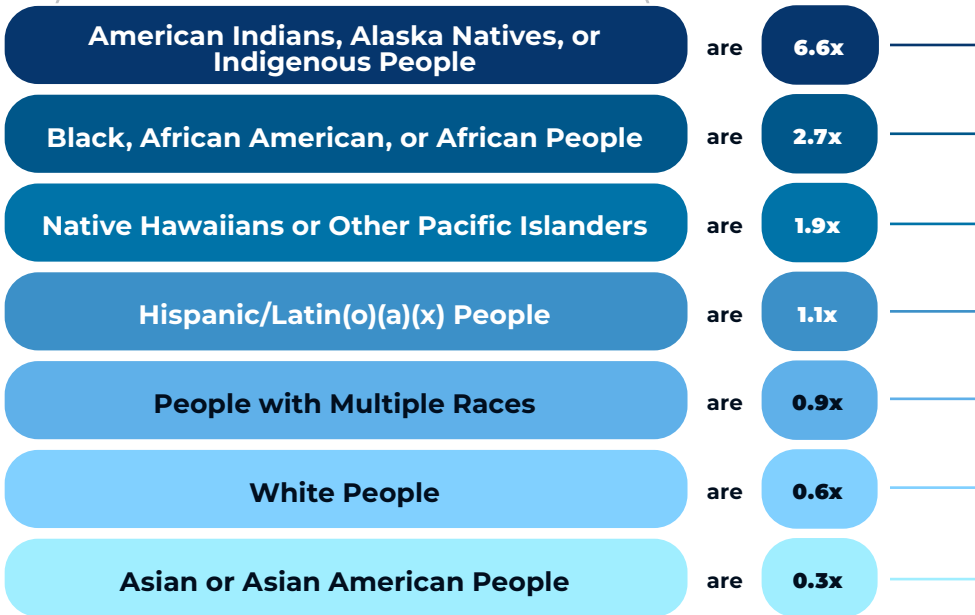 American Indians, Alaska Natives, or
Indigenous People
are
6.6x
Black, African American, or African People
are
2.7x
Native Hawaiians or Other Pacific Islanders
are
1.9x
Hispanic/Latin(o)(a)(x) People
are
1.1x
People with Multiple Races
are
0.9x
White People
are
0.6x
Asian or Asian American People
are
0.3x